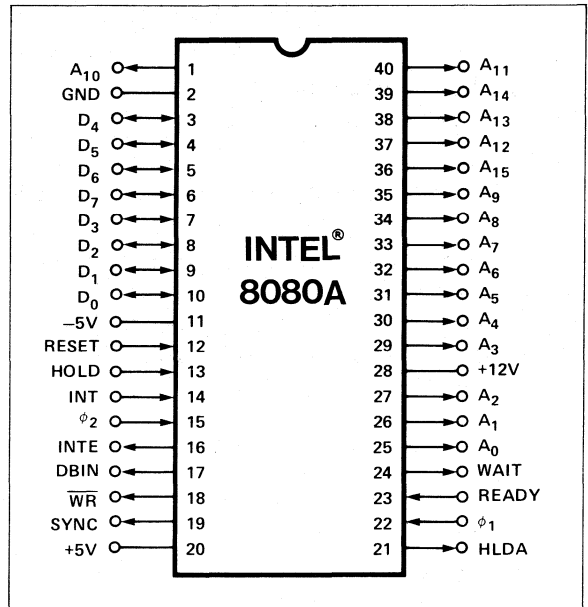 A₁₀ 1 40 A₁₁
GND 2 39 A₁₄
D₄ 3 38 A₁₃
D₅ 4 37 A₁₂
D₆ 5 36 A₁₅
D₇ 6 35 A₉
D₃ 7 34 A₈
D₂ 8 33 A₇
D₁ 9 32 A₆
D₀ 10 31 A₅
−5V 11 30 A₄
RESET 12 29 A₃
HOLD 13 28 +12V
INT 14 27 A₂
ϕ₂ 15 26 A₁
INTE 16 25 A₀
DBIN 17 24 WAIT
W̅R̅ 18 23 READY
SYNC 19 22 ϕ₁
+5V 20 21 HLDA
INTEL®
8080A